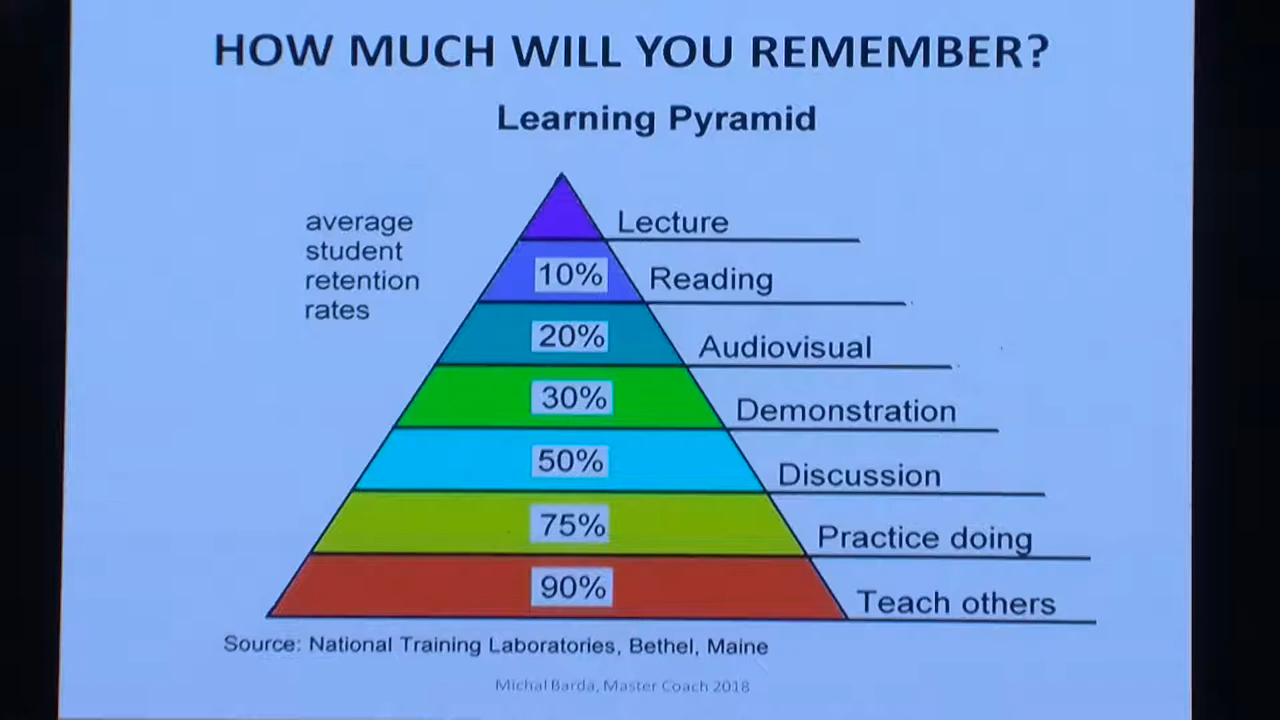 HOW MUCH WILL YOU REMEMBER?
Learning Pyramid
average
student
retention
rates
Lecture
10% Reading
20% Audiovisual
30% Demonstration
50% Discussion
75% Practice doing
90% Teach others
Source: National Training Laboratories, Bethel, Maine
Michal Barda, Master Coach 2018